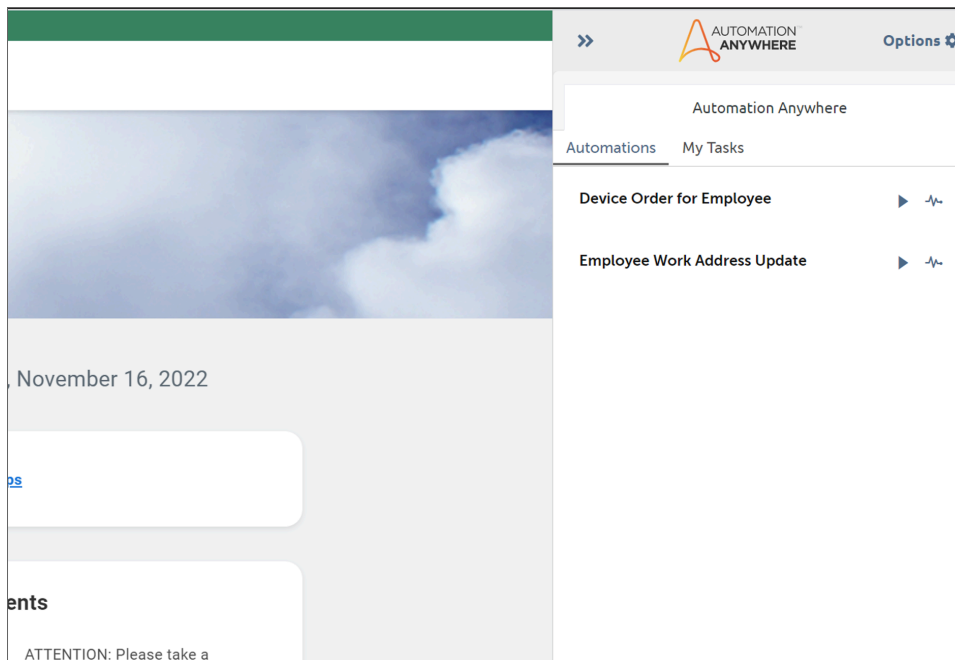 AUTOMATION™
ANYWHERE
Options
Automation Anywhere
Automations My Tasks
Device Order for Employee
Employee Work Address Update
, November 16, 2022
ps
ents
ATTENTION: Please take a